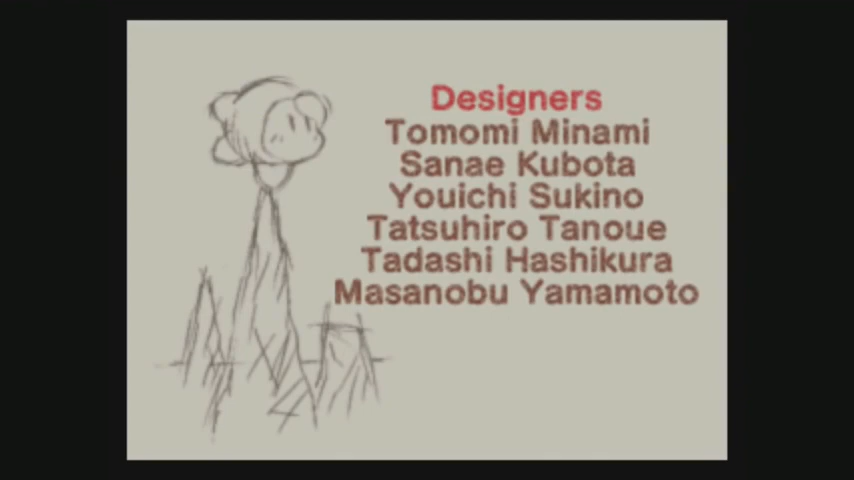 Designers
Tomomi Minami
Sanae Kubota
Youichi Sukino
Tatsuhiro Tanoue
Tadashi Hashikura
Masanobu Yamamoto